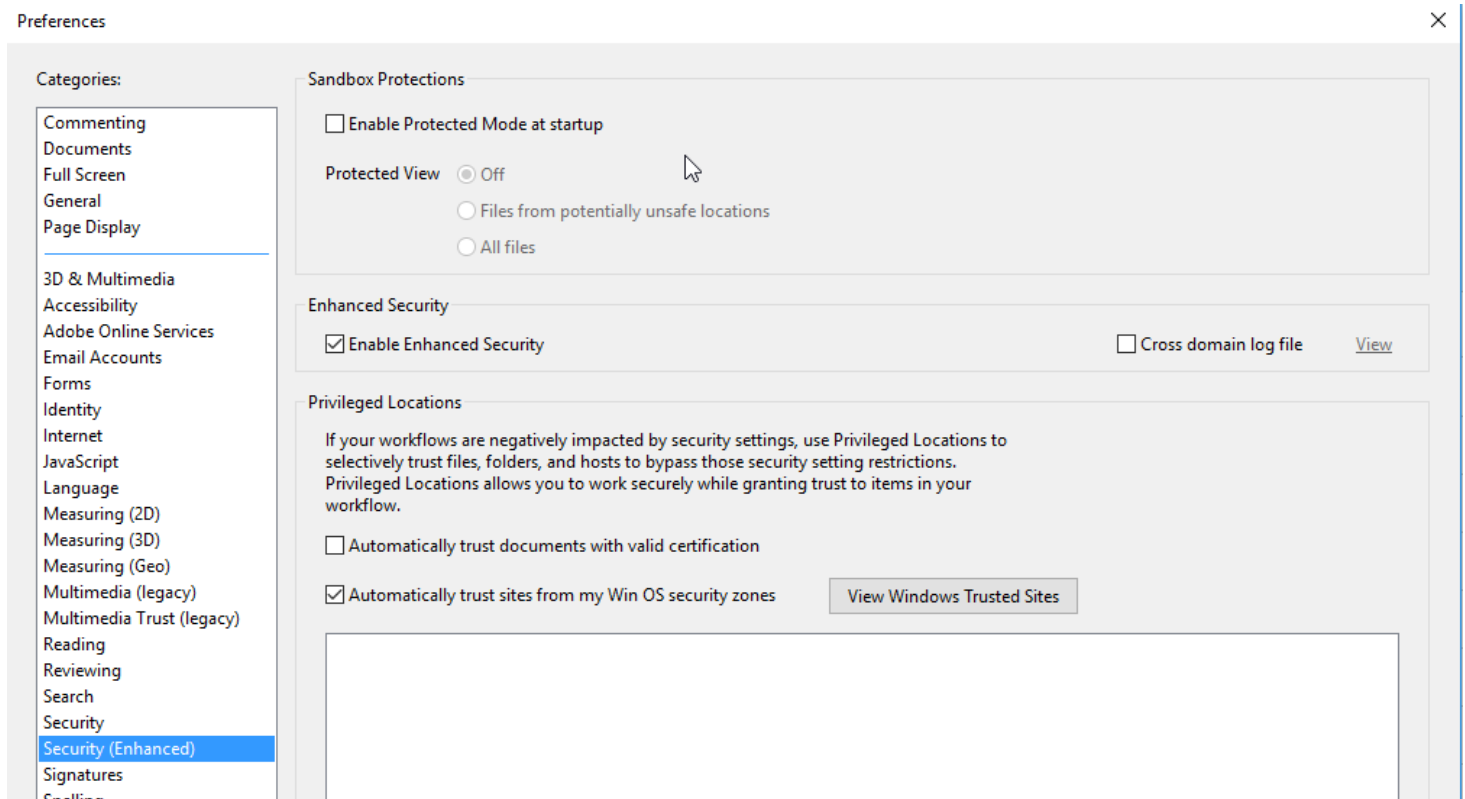 Preferences
Categories:
Commenting
Documents
Full Screen
General
Page Display
3D & Multimedia
Accessibility
Adobe Online Services
Email Accounts
Forms
Identity
Internet
JavaScript
Language
Measuring (2D)
Measuring (3D)
Measuring (Geo)
Multimedia (legacy)
Multimedia Trust (legacy)
Reading
Reviewing
Search
Security
Security (Enhanced)
Signatures
Spelling
Sandbox Protections
Enable Protected Mode at startup
Protected View Off
Files from potentially unsafe locations
All files
Enhanced Security
Enable Enhanced Security Cross domain log file View
Privileged Locations
If your workflows are negatively impacted by security settings, use Privileged Locations to
selectively trust files, folders, and hosts to bypass those security setting restrictions.
Privileged Locations allows you to work securely while granting trust to items in your
workflow.
Automatically trust documents with valid certification
Automatically trust sites from my Win OS security zones View Windows Trusted Sites